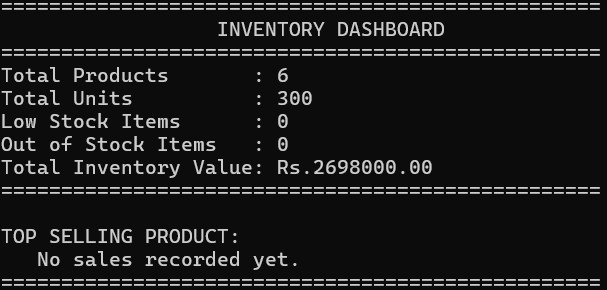 ==================================================
                  INVENTORY DASHBOARD
==================================================
Total Products       : 6
Total Units          : 300
Low Stock Items      : 0
Out of Stock Items   : 0
Total Inventory Value: Rs.2698000.00
==================================================

TOP SELLING PRODUCT:
   No sales recorded yet.
==================================================